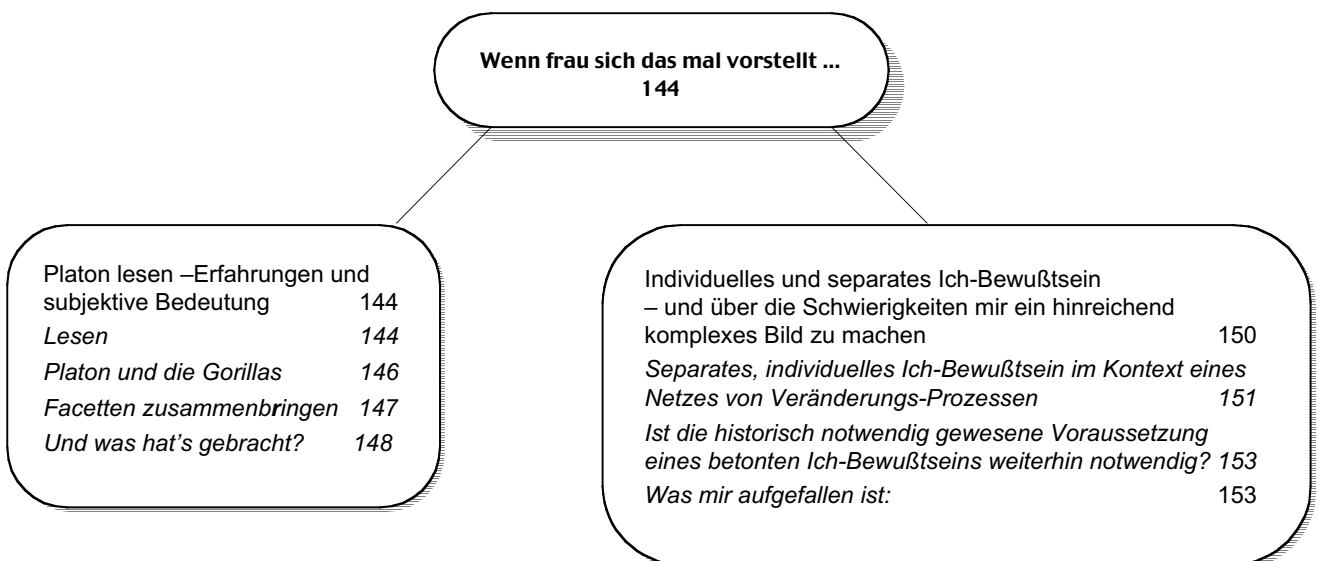 Wenn frau sich das mal vorstellt ...
144
Platon lesen –Erfahrungen und
subjektive Bedeutung 144
Lesen 144
Platon und die Gorillas 146
Facetten zusammenbringen 147
Und was hat's gebracht? 148
Individuelles und separates Ich-Bewußtsein
– und über die Schwierigkeiten mir ein hinreichend
komplexes Bild zu machen 150
Separates, individuelles Ich-Bewußtsein im Kontext eines
Netzes von Veränderungs-Prozessen 151
Ist die historisch notwendig gewesene Voraussetzung
eines betonten Ich-Bewußtseins weiterhin notwendig? 153
Was mir aufgefallen ist: 153